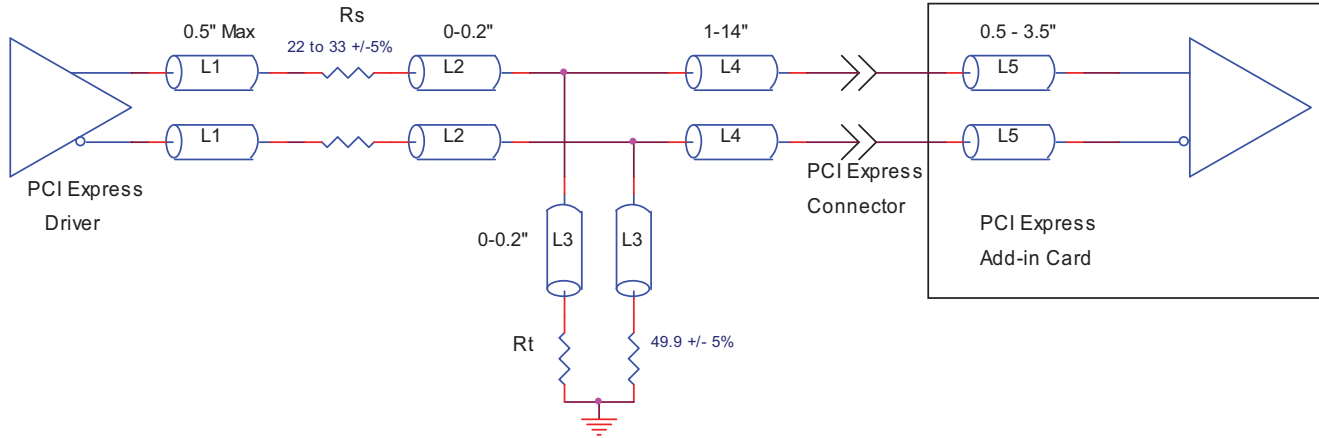 Rs
0.5" Max
22 to 33 +/-5%
0-0.2"
1-14"
0.5 - 3.5"
L1
L2
L4
L5
L1
L2
L4
L5
PCI Express
Driver
PCI Express
Connector
0-0.2"
L3
L3
PCI Express
Add-in Card
Rt
49.9 +/- 5%